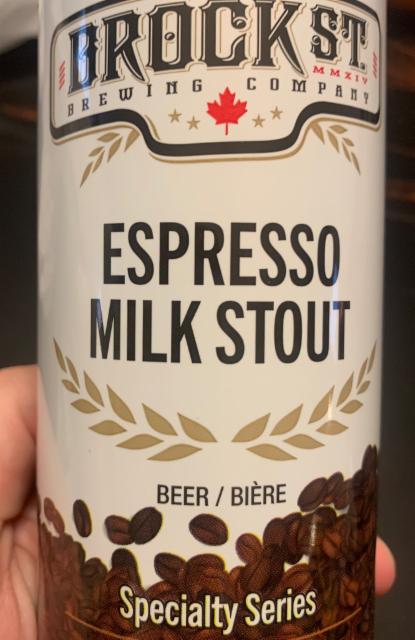 BROCK ST.
MMXIV
BREWING COMPANY
ESPRESSO
MILK STOUT
BEER / BIÈRE
Specialty Series